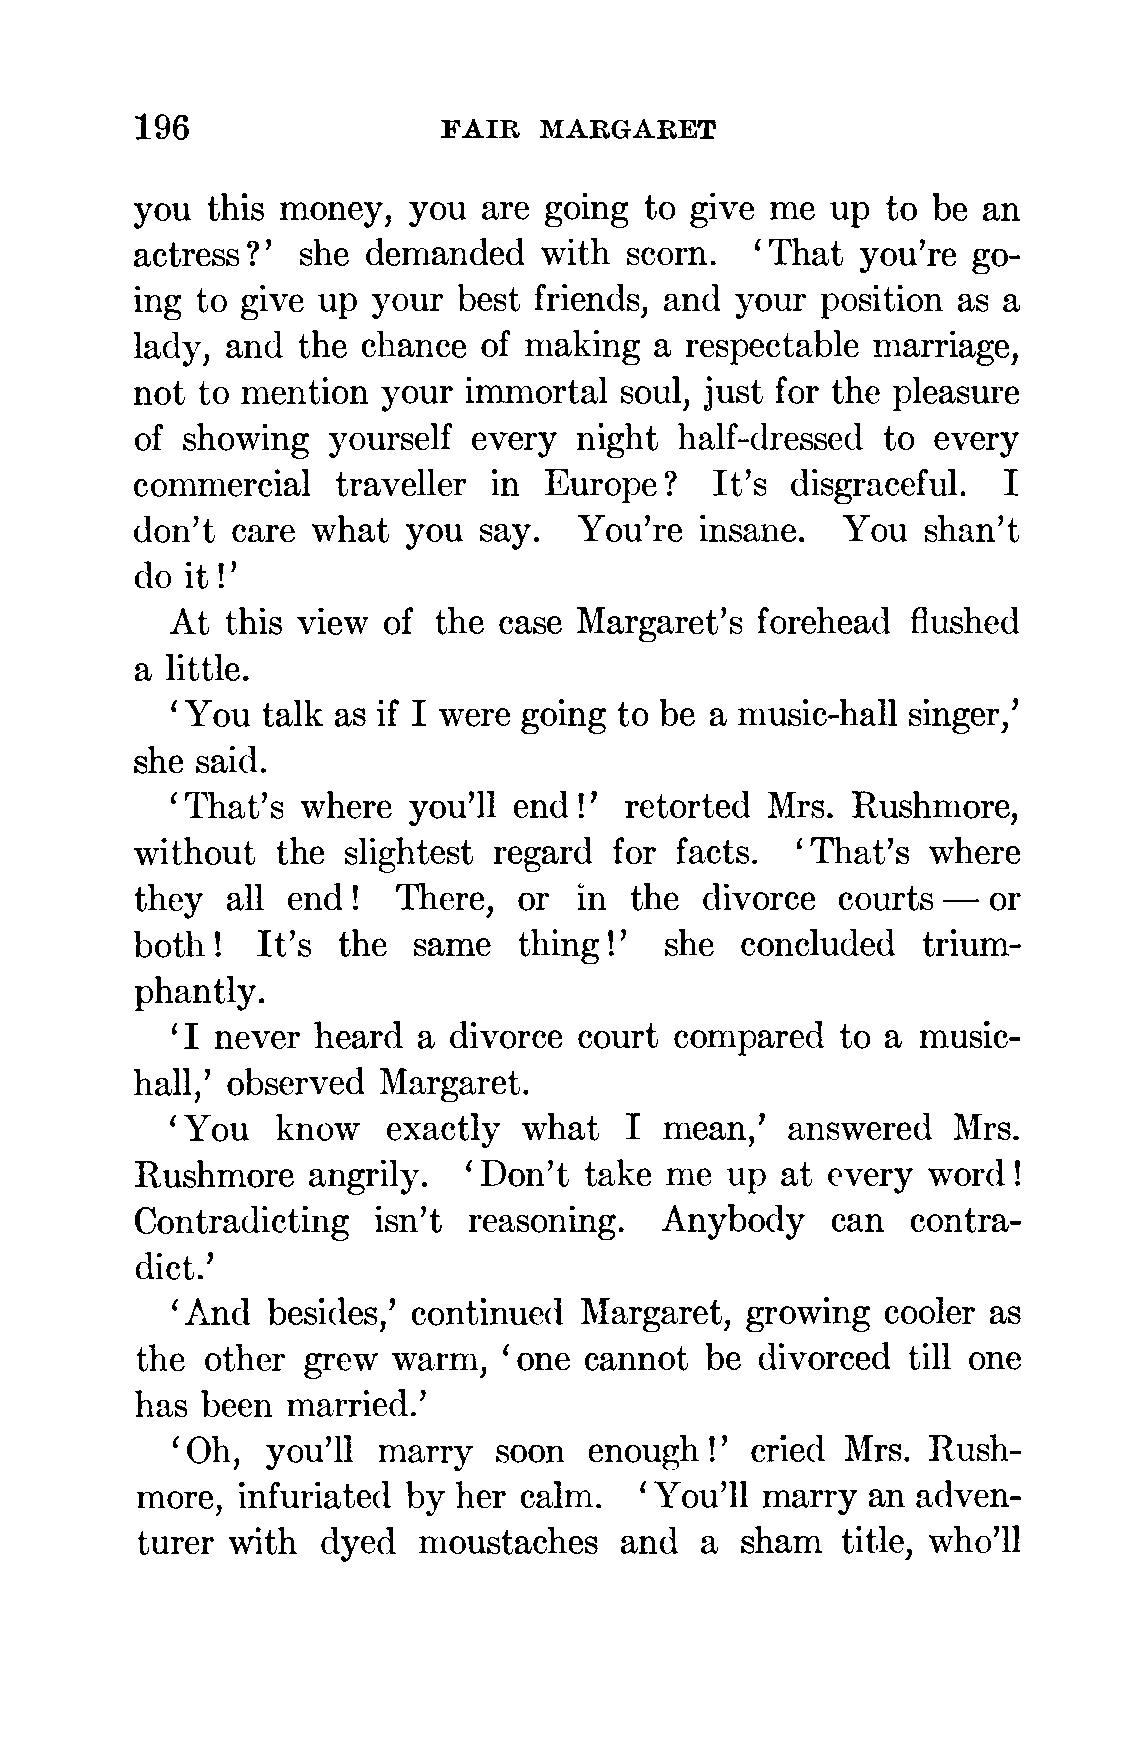 196 FAIR MARGARET
you this money, you are going to give me up to be an
actress?' she demanded with scorn. 'That you're go-
ing to give up your best friends, and your position as a
lady, and the chance of making a respectable marriage,
not to mention your immortal soul, just for the pleasure
of showing yourself every night half-dressed to every
commercial traveller in Europe? It's disgraceful. I
don't care what you say. You're insane. You shan't
do it!'
At this view of the case Margaret's forehead flushed
a little.
'You talk as if I were going to be a music-hall singer,'
she said.
'That's where you'll end!' retorted Mrs. Rushmore,
without the slightest regard for facts. 'That's where
they all end! There, or in the divorce courts — or
both! It's the same thing!' she concluded trium-
phantly.
'I never heard a divorce court compared to a music-
hall,' observed Margaret.
'You know exactly what I mean,' answered Mrs.
Rushmore angrily. 'Don't take me up at every word!
Contradicting isn't reasoning. Anybody can contra-
dict.'
'And besides,' continued Margaret, growing cooler as
the other grew warm, 'one cannot be divorced till one
has been married.'
'Oh, you'll marry soon enough!' cried Mrs. Rush-
more, infuriated by her calm. 'You'll marry an adven-
turer with dyed moustaches and a sham title, who'll